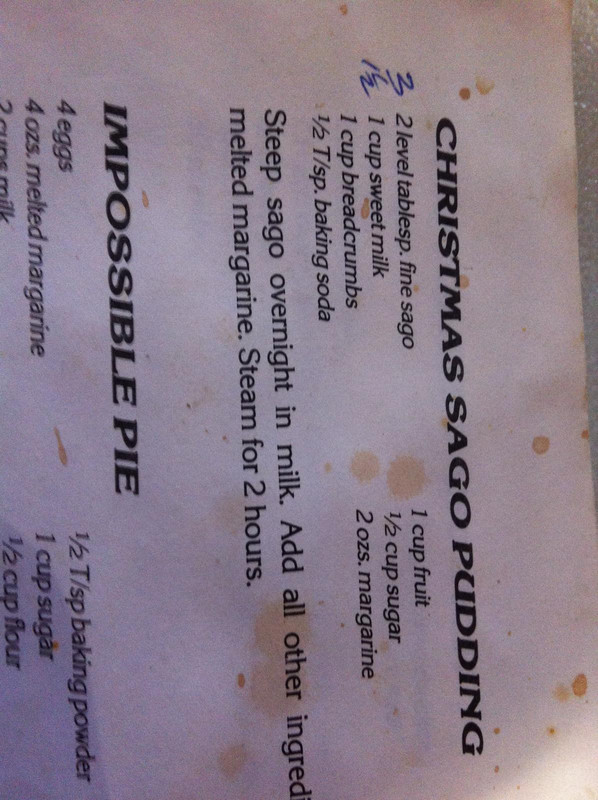 CHRISTMAS SAGO PUDDING
3 2 level tablesp. fine sago
1½ 1 cup sweet milk
1 cup breadcrumbs
½ T/sp. baking soda
1 cup fruit
½ cup sugar
2 ozs. margarine
Steep sago overnight in milk. Add all other ingredi
melted margarine. Steam for 2 hours.
IMPOSSIBLE PIE
4 eggs
4 ozs. melted margarine
2 cups milk
½ T/sp baking powder
1 cup sugar
½ cup flour